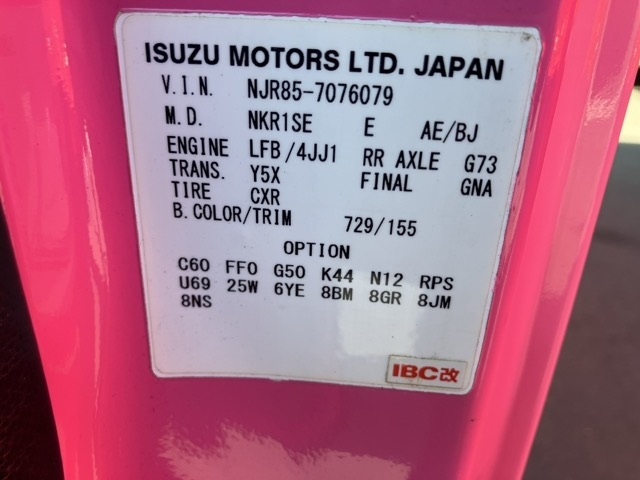 ISUZU MOTORS LTD. JAPAN
V.I.N. NJR85-7076079
M.D. NKR1SE E AE/BJ
ENGINE LFB/4JJ1 RR AXLE G73
TRANS. Y5X FINAL GNA
TIRE CXR
B.COLOR/TRIM 729/155
OPTION
C60 FF0 G50 K44 N12 RPS
U69 25W 6YE 8BM 8GR 8JM
8NS
IBC改